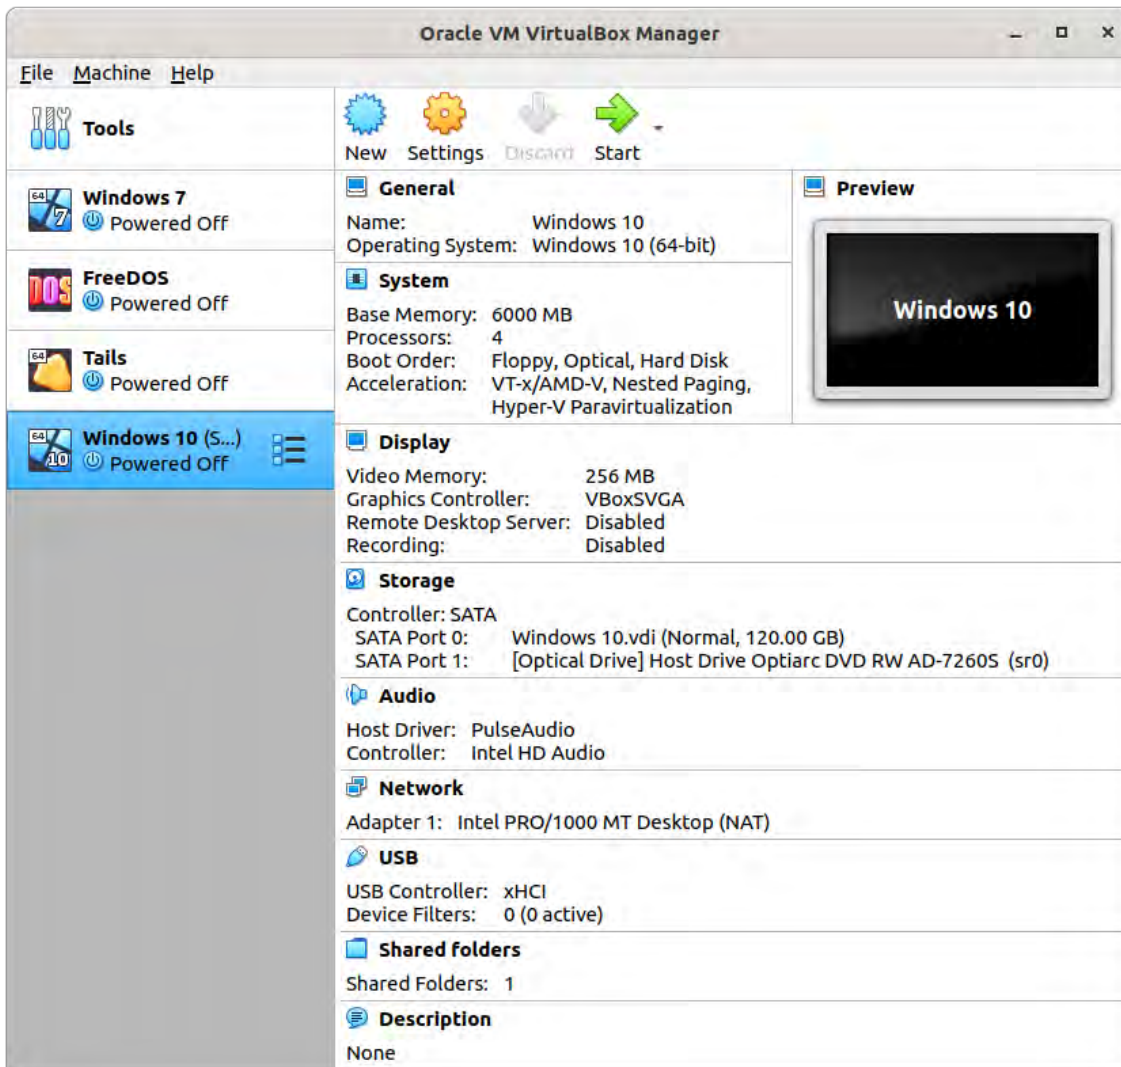 Oracle VM VirtualBox Manager
File Machine Help
Tools
New Settings Discard Start
64
7
Windows 7
Powered Off
DOS
FreeDOS
Powered Off
64
Tails
Powered Off
64
10
Windows 10 (S...)
Powered Off
General
Name: Windows 10
Operating System: Windows 10 (64-bit)
Preview
Windows 10
System
Base Memory: 6000 MB
Processors: 4
Boot Order: Floppy, Optical, Hard Disk
Acceleration: VT-x/AMD-V, Nested Paging,
Hyper-V Paravirtualization
Display
Video Memory: 256 MB
Graphics Controller: VBoxSVGA
Remote Desktop Server: Disabled
Recording: Disabled
Storage
Controller: SATA
SATA Port 0: Windows 10.vdi (Normal, 120.00 GB)
SATA Port 1: [Optical Drive] Host Drive Optiarc DVD RW AD-7260S (sr0)
Audio
Host Driver: PulseAudio
Controller: Intel HD Audio
Network
Adapter 1: Intel PRO/1000 MT Desktop (NAT)
USB
USB Controller: xHCI
Device Filters: 0 (0 active)
Shared folders
Shared Folders: 1
Description
None